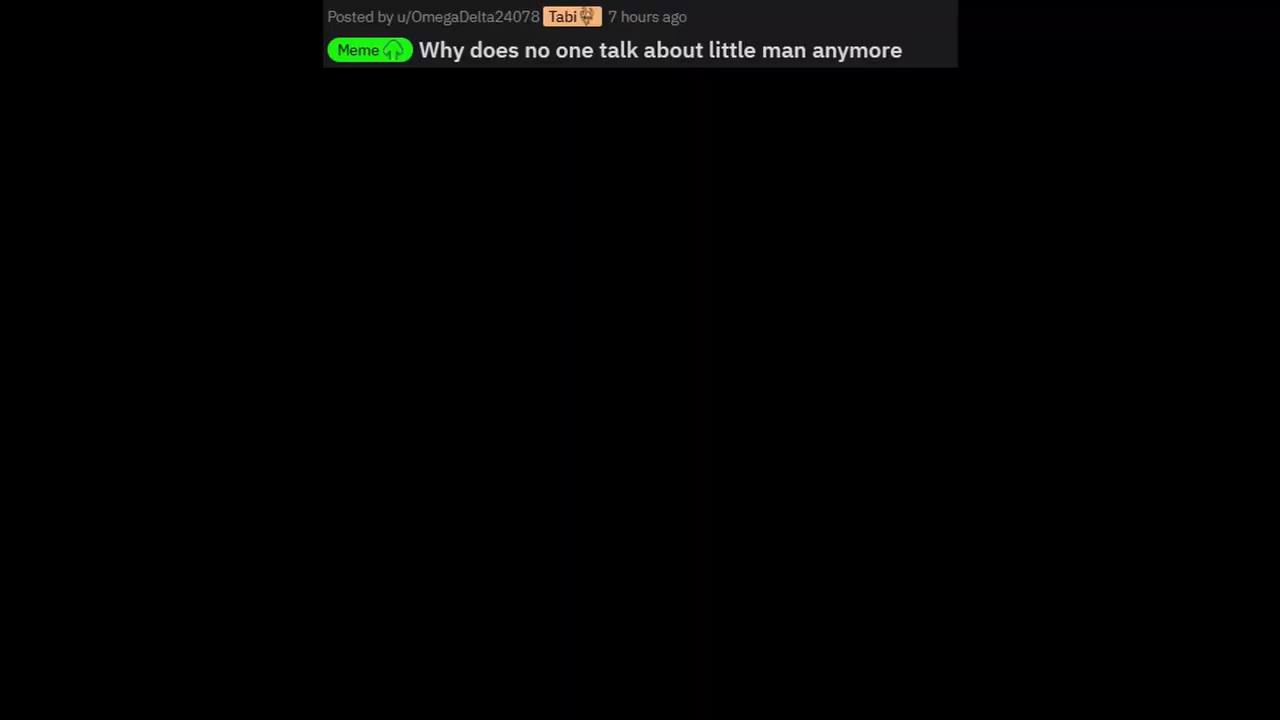 Posted by u/OmegaDelta24078 Tabi 7 hours ago
Meme Why does no one talk about little man anymore